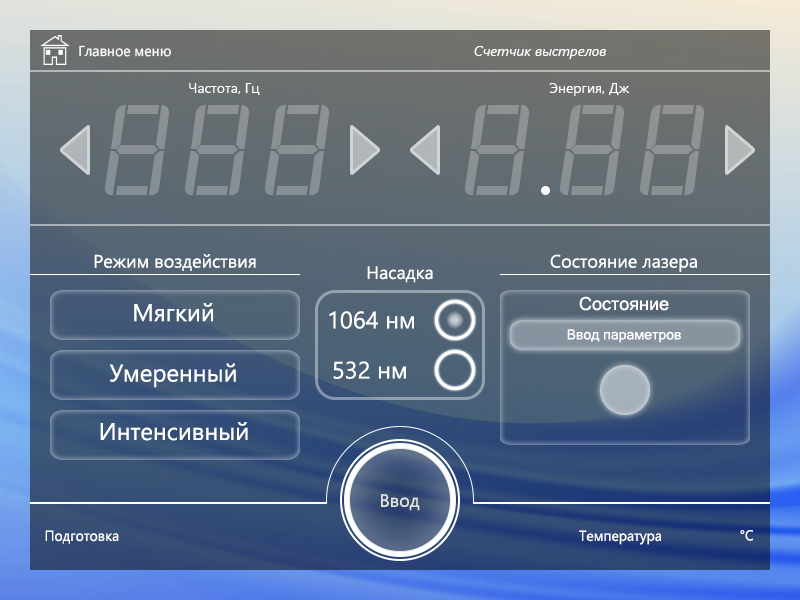 Главное меню
Счетчик выстрелов
Частота, Гц
Энергия, Дж
Режим воздействия
Насадка
Состояние лазера
Мягкий
Умеренный
Интенсивный
1064 нм
532 нм
Состояние
Ввод параметров
Ввод
Подготовка
Температура °C